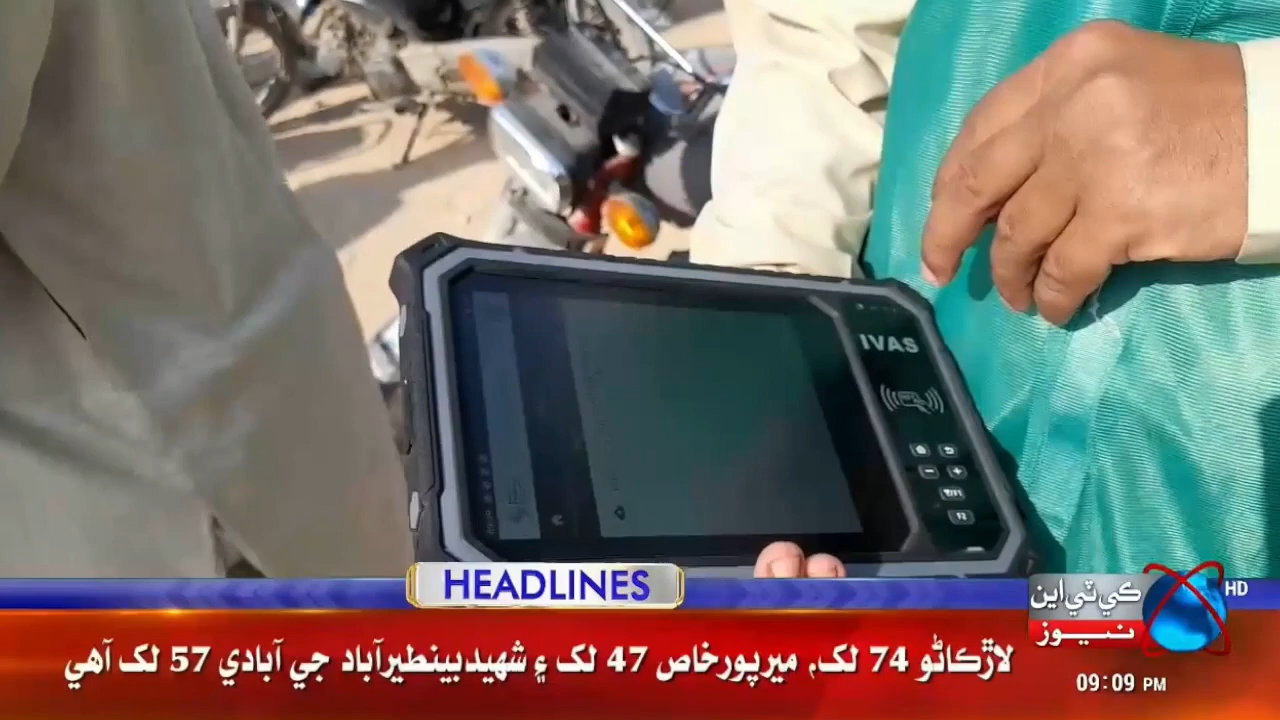 IVAS
F2
HEADLINES
ڪي ٽي اين
نيوز
HD
لاڙڪاڻو 74 لک، ميرپورخاص 47 لک ۽ شهيدبينظيرآباد جي آبادي 57 لک آهي
09:09 PM